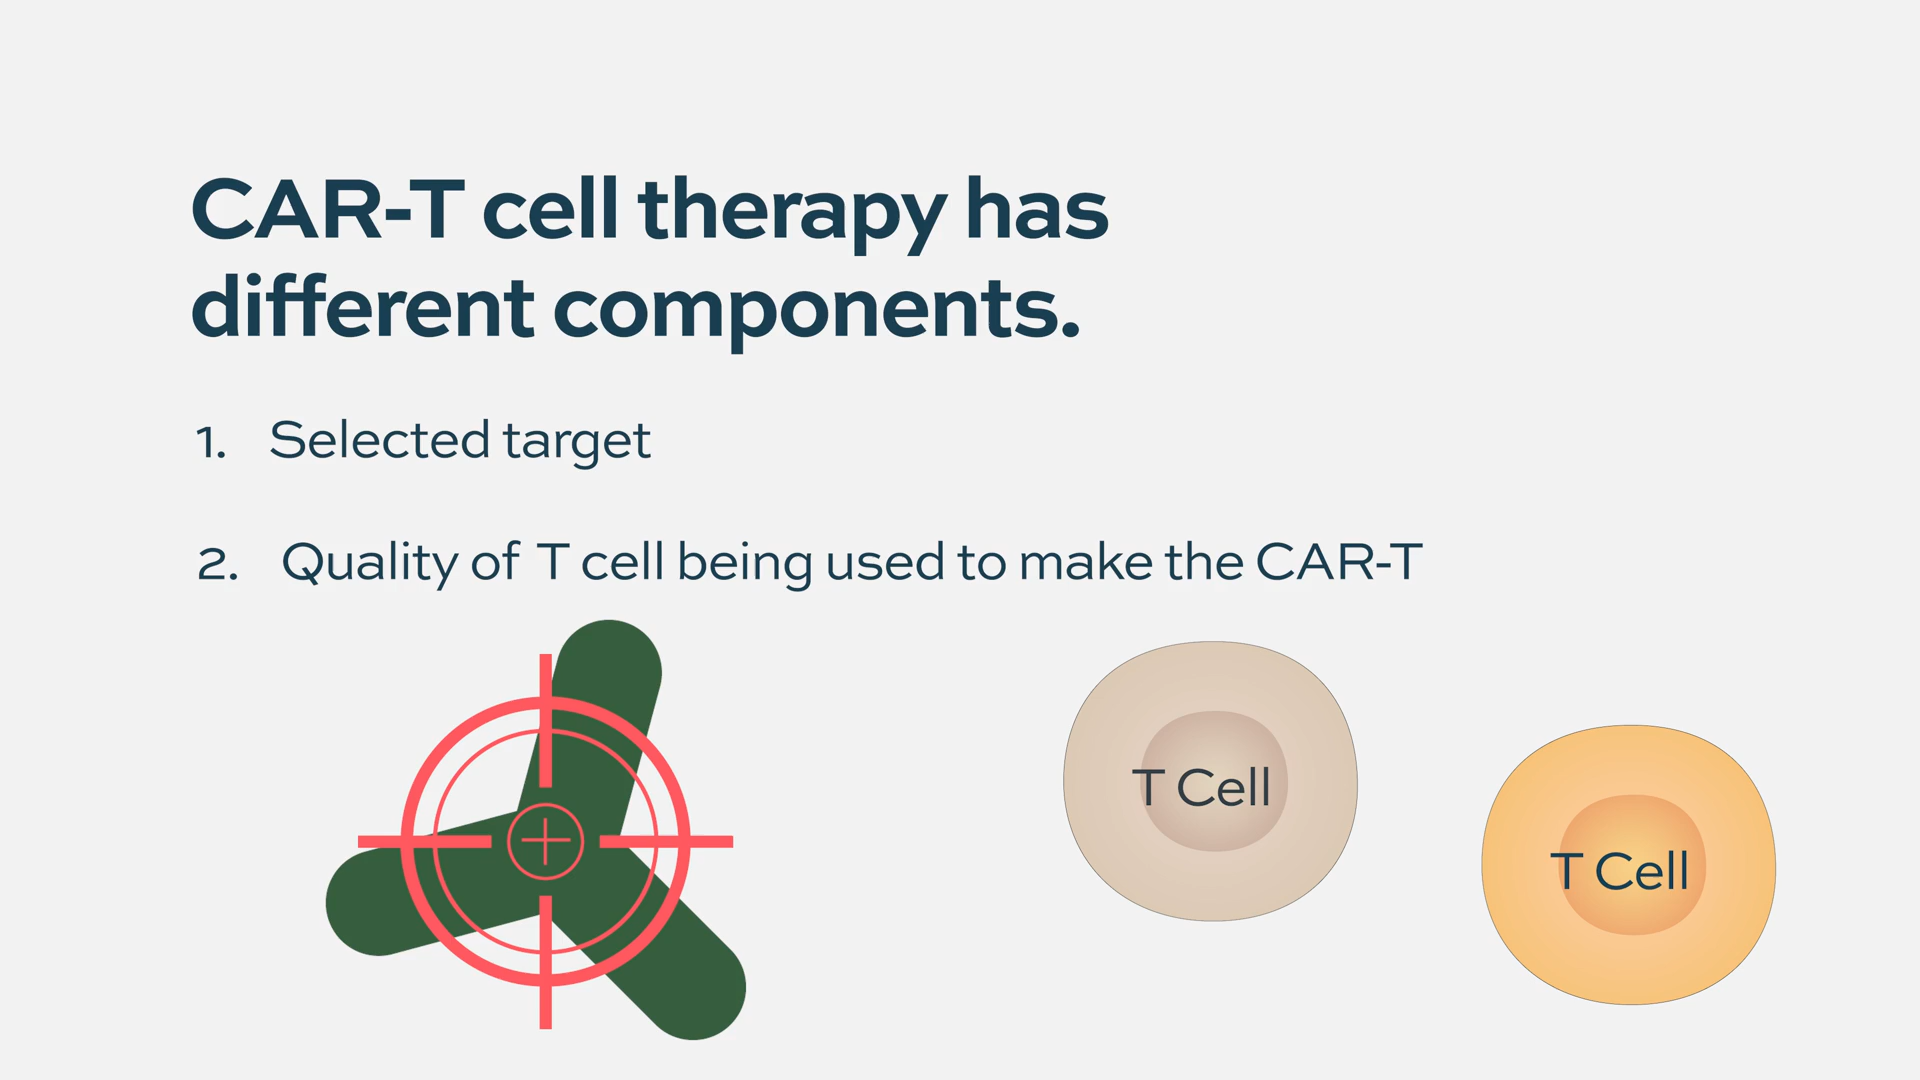 CAR-T cell therapy has
different components.
1. Selected target
2. Quality of T cell being used to make the CAR-T
T Cell
T Cell